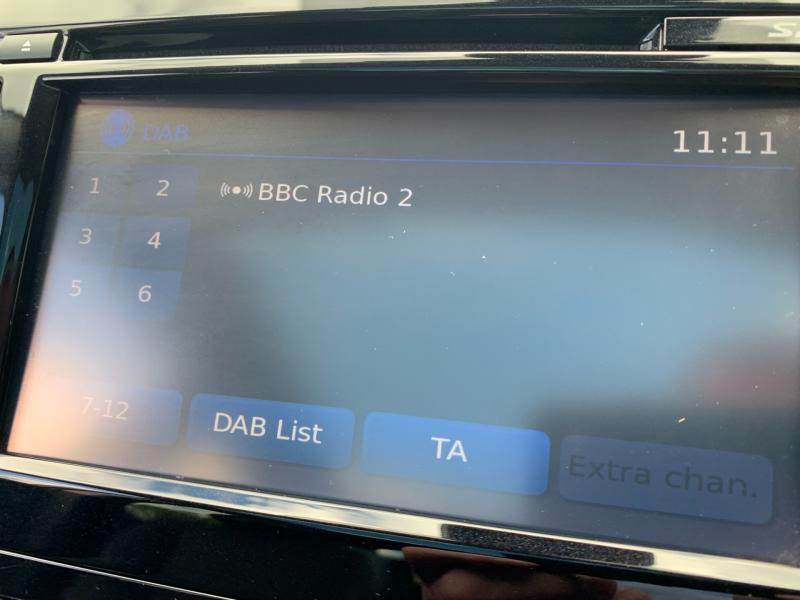 DAB
11:11
1 2
BBC Radio 2
3 4
5 6
7-12
DAB List
TA
Extra chan.